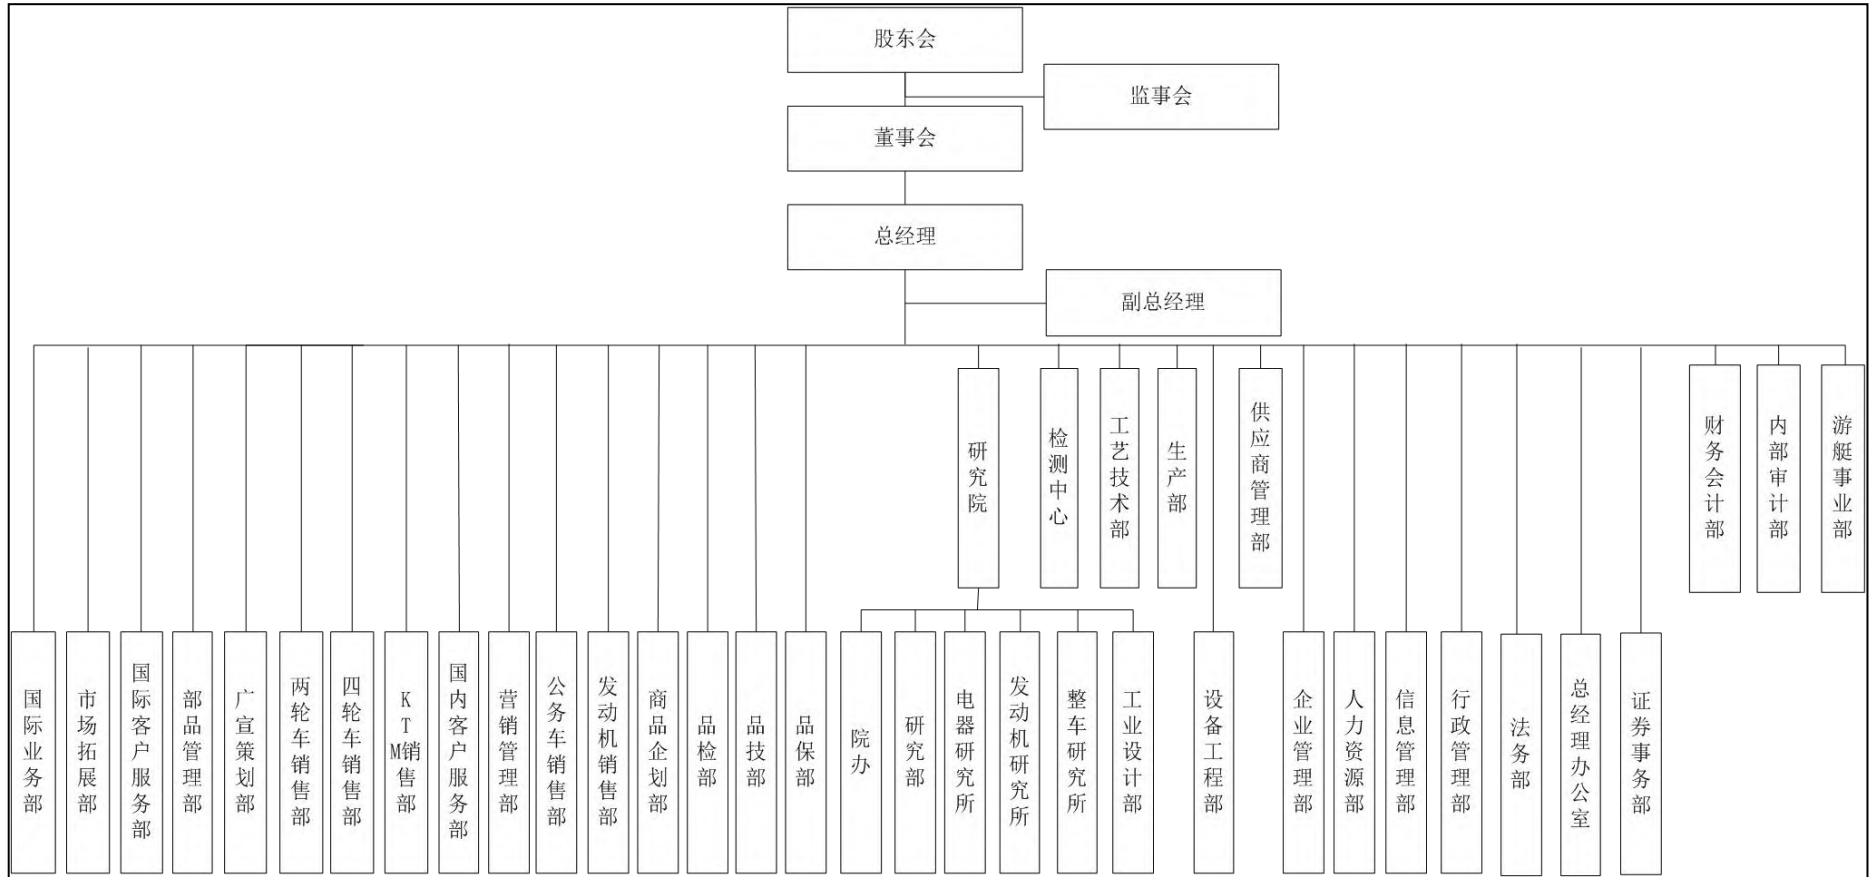 股东会
监事会
董事会
总经理
副总经理
研究院
检测中心
工艺技术部
生产部
供应商管理部
财务会计部
内部审计部
游艇事业部
国际业务部
市场拓展部
国际客户服务部
部品管理部
广宣策划部
两轮车销售部
四轮车销售部
KTM销售部
国内客户服务部
营销管理部
公务车销售部
发动机销售部
商品企划部
品检部
品技部
品保部
院办
研究部
电器研究所
发动机研究所
整车研究所
工业设计部
设备工程部
企业管理部
人力资源部
信息管理部
行政管理部
法务部
总经理办公室
证券事务部